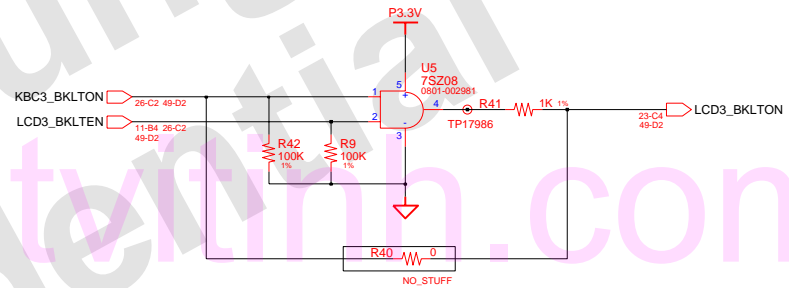 P3.3V
U5
7SZ08
0801-002981
5
+
KBC3_BKLTON
26-C2 49-D2
1
4
R41
1K 1%
LCD3_BKLTON
23-C4
49-D2
LCD3_BKLTEN
11-B4 26-C2
49-D2
2
-
3
TP17986
R42
100K
1%
R9
100K
1%
tvitinh.com
R40 0
NO_STUFF
ential